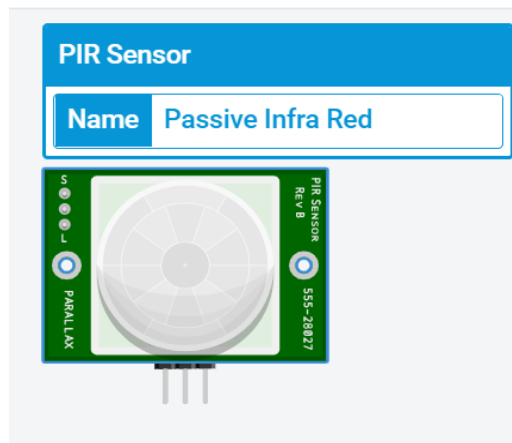 PIR Sensor
Name Passive Infra Red
S
L
PARALLAX
PIR SENSOR
REV B
555-28027